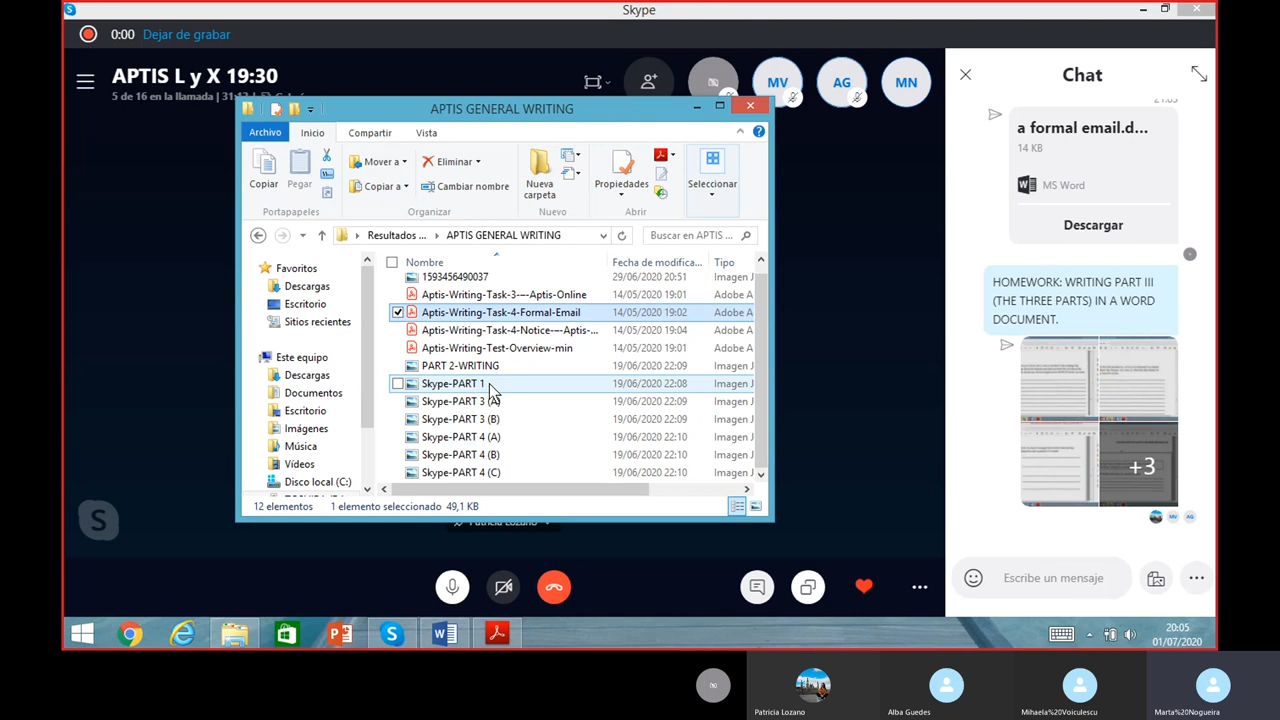 Skype
0:00 Dejar de grabar
APTIS L y X 19:30
5 de 16 en la llamada |
MV AG MN
APTIS GENERAL WRITING
Archivo Inicio Compartir Vista
Copiar Pegar Mover a Copiar a Eliminar Cambiar nombre Nueva carpeta Propiedades Seleccionar
Portapapeles Organizar Nuevo Abrir
Resultados ... APTIS GENERAL WRITING Buscar en APTIS ...
Favoritos
Descargas
Escritorio
Sitios recientes
Este equipo
Descargas
Documentos
Escritorio
Imágenes
Música
Vídeos
Disco local (C:)
Nombre Fecha de modifica... Tipo
1593456490037 29/06/2020 20:51 Imagen J
Aptis-Writing-Task-3-–-Aptis-Online 14/05/2020 19:01 Adobe A
Aptis-Writing-Task-4-Formal-Email 14/05/2020 19:02 Adobe A
Aptis-Writing-Task-4-Notice-–-Aptis-... 14/05/2020 19:04 Adobe A
Aptis-Writing-Test-Overview-min 14/05/2020 19:01 Adobe A
PART 2-WRITING 19/06/2020 22:09 Imagen J
Skype-PART 1 19/06/2020 22:08 Imagen J
Skype-PART 3 (A) 19/06/2020 22:09 Imagen J
Skype-PART 3 (B) 19/06/2020 22:09 Imagen J
Skype-PART 4 (A) 19/06/2020 22:10 Imagen J
Skype-PART 4 (B) 19/06/2020 22:10 Imagen J
Skype-PART 4 (C) 19/06/2020 22:10 Imagen J
12 elementos 1 elemento seleccionado 49,1 KB
Patricia Lozano
Chat
a formal email.d...
14 KB
MS Word
Descargar
HOMEWORK: WRITING PART III
(THE THREE PARTS) IN A WORD
DOCUMENT.
+3
MV AG
Escribe un mensaje
20:05
01/07/2020
Patricia Lozano
Alba Guedes
Mihaela%20Voiculescu
Marta%20Nogueira